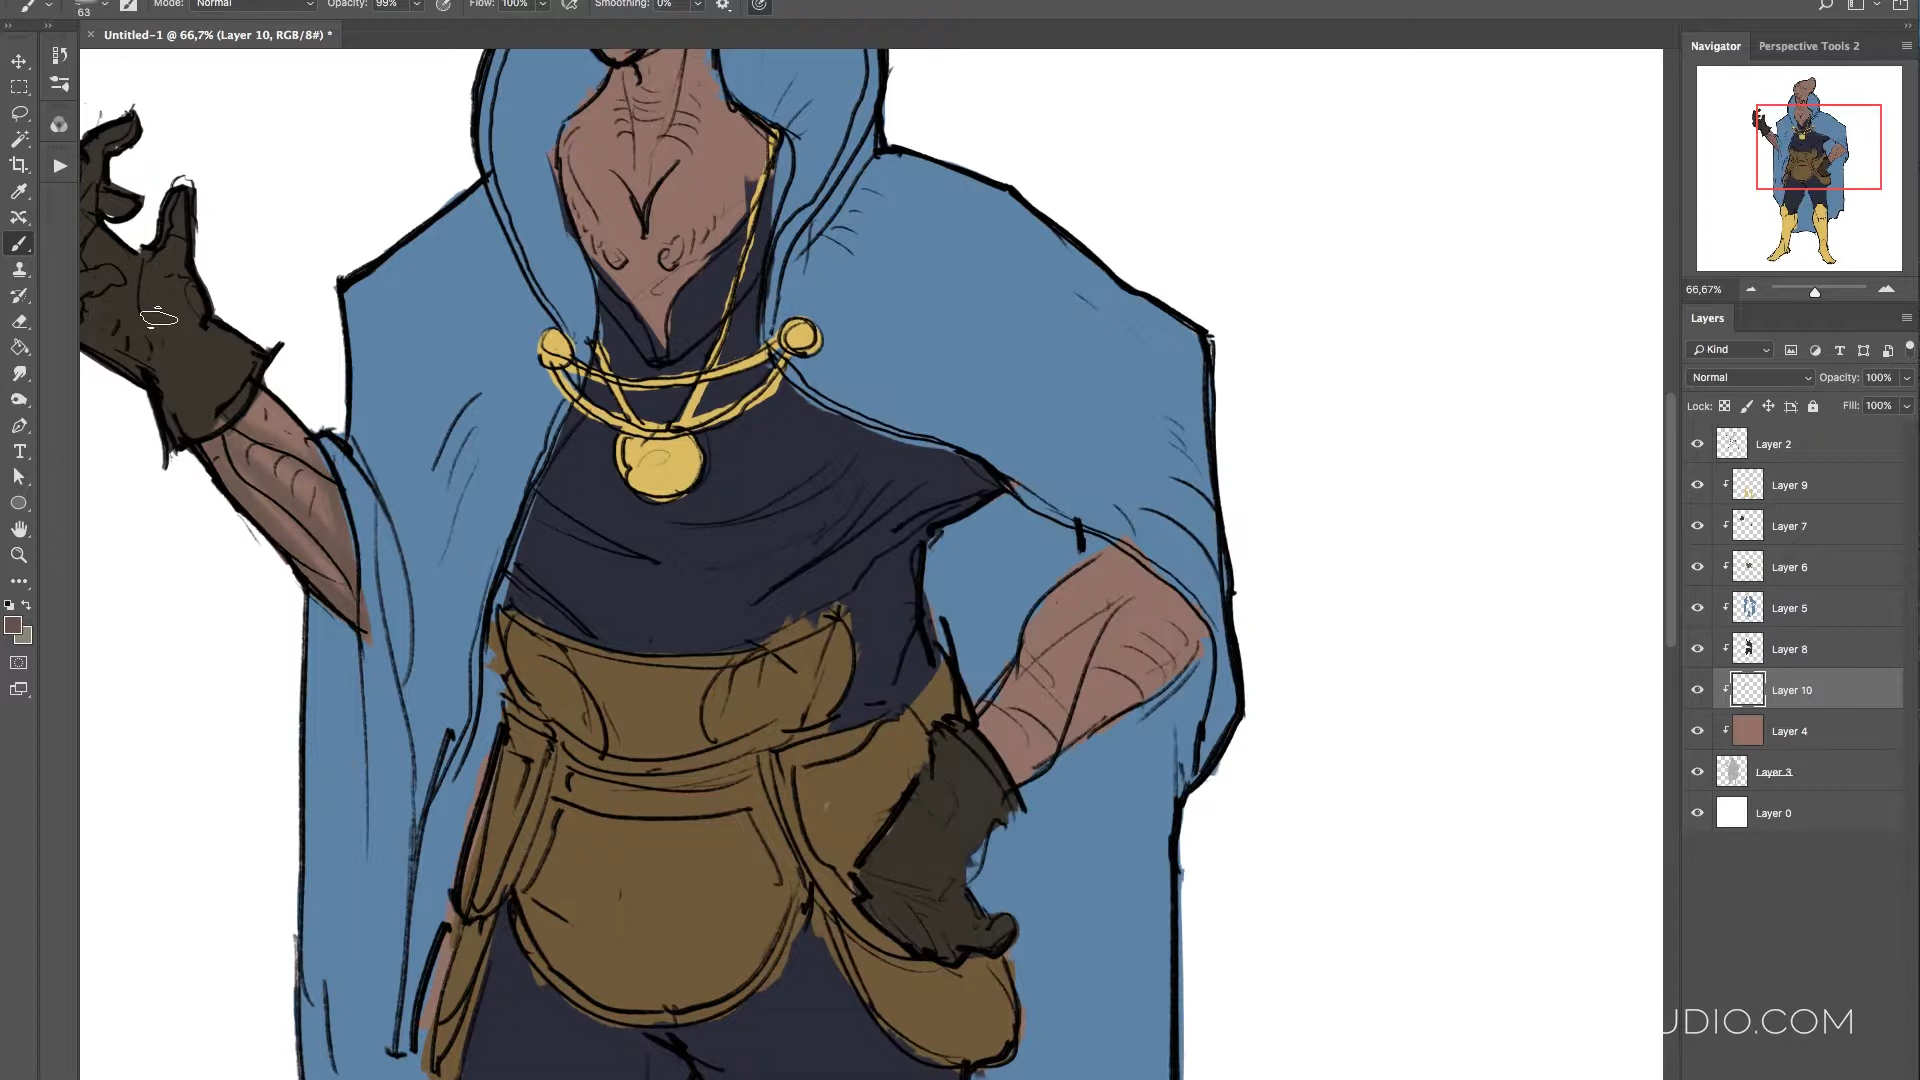 63
Mode: Normal
Opacity: 99%
Flow: 100%
Smoothing: 0%
Untitled-1 @ 66,7% (Layer 10, RGB/8#) *
Navigator
Perspective Tools 2
66,67%
Layers
Kind
Normal
Opacity: 100%
Lock:
Fill: 100%
Layer 2
Layer 9
Layer 7
Layer 6
Layer 5
Layer 8
Layer 10
Layer 4
Layer 3
Layer 0
UDIO.COM